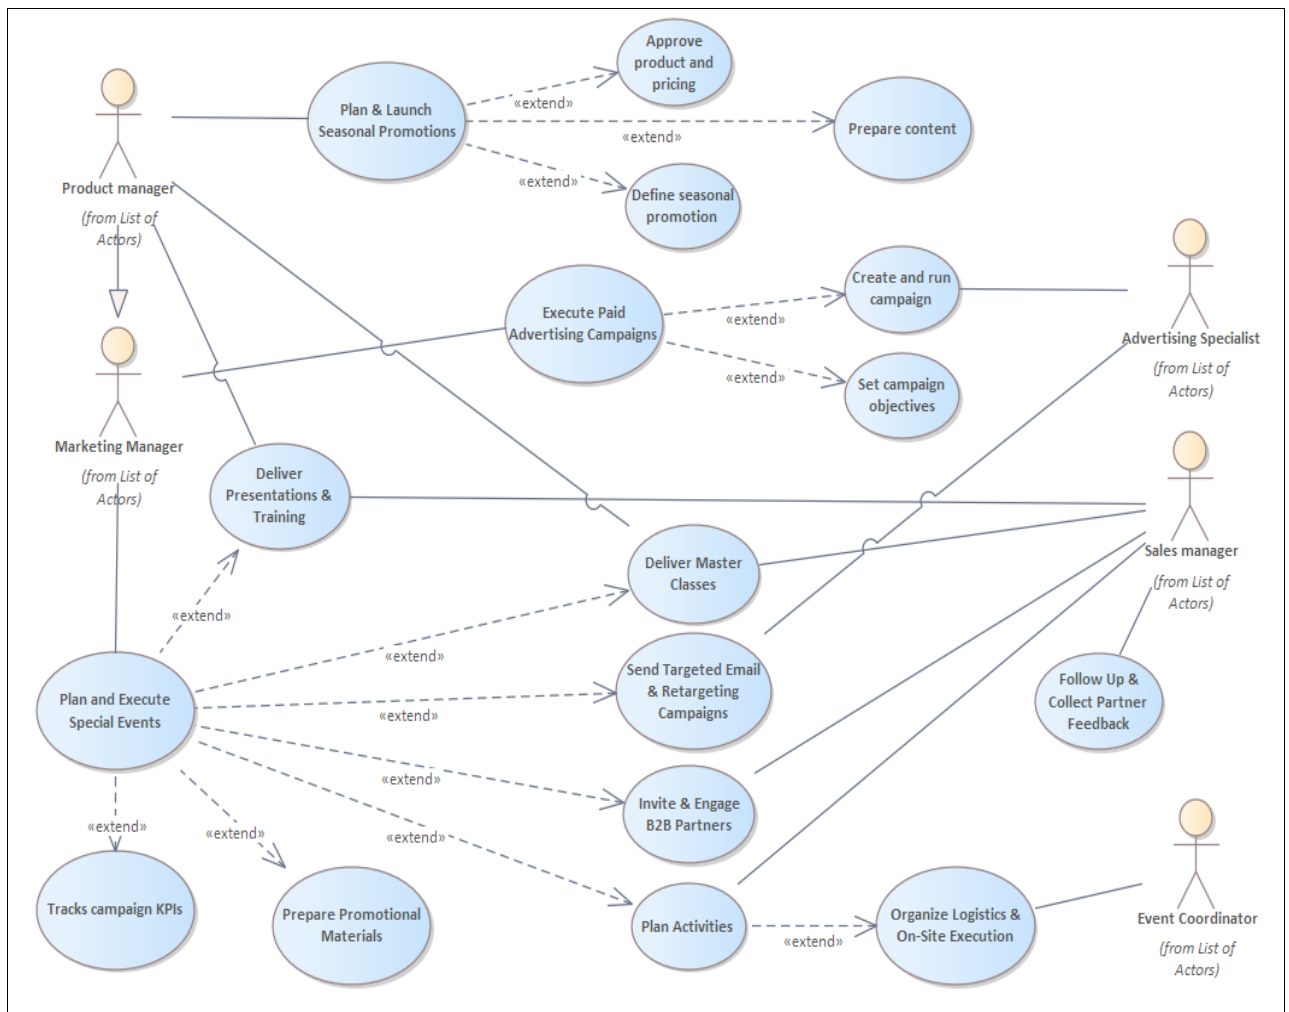 Approve
product and
pricing
Plan & Launch
Seasonal Promotions
«extend»
«extend»
Prepare content
«extend»
Define seasonal
promotion
Product manager
(from List of
Actors)
Create and run
campaign
Execute Paid
Advertising Campaigns
«extend»
«extend»
Set campaign
objectives
Advertising Specialist
(from List of
Actors)
Marketing Manager
(from List of
Actors)
Deliver
Presentations &
Training
Sales manager
(from List of
Actors)
Deliver Master
Classes
«extend»
«extend»
Send Targeted Email
& Retargeting
Campaigns
Follow Up &
Collect Partner
Feedback
Plan and Execute
Special Events
«extend»
«extend»
Invite & Engage
B2B Partners
«extend»
«extend»
«extend»
Tracks campaign KPIs
Prepare Promotional
Materials
Plan Activities
«extend»
Organize Logistics &
On-Site Execution
Event Coordinator
(from List of
Actors)